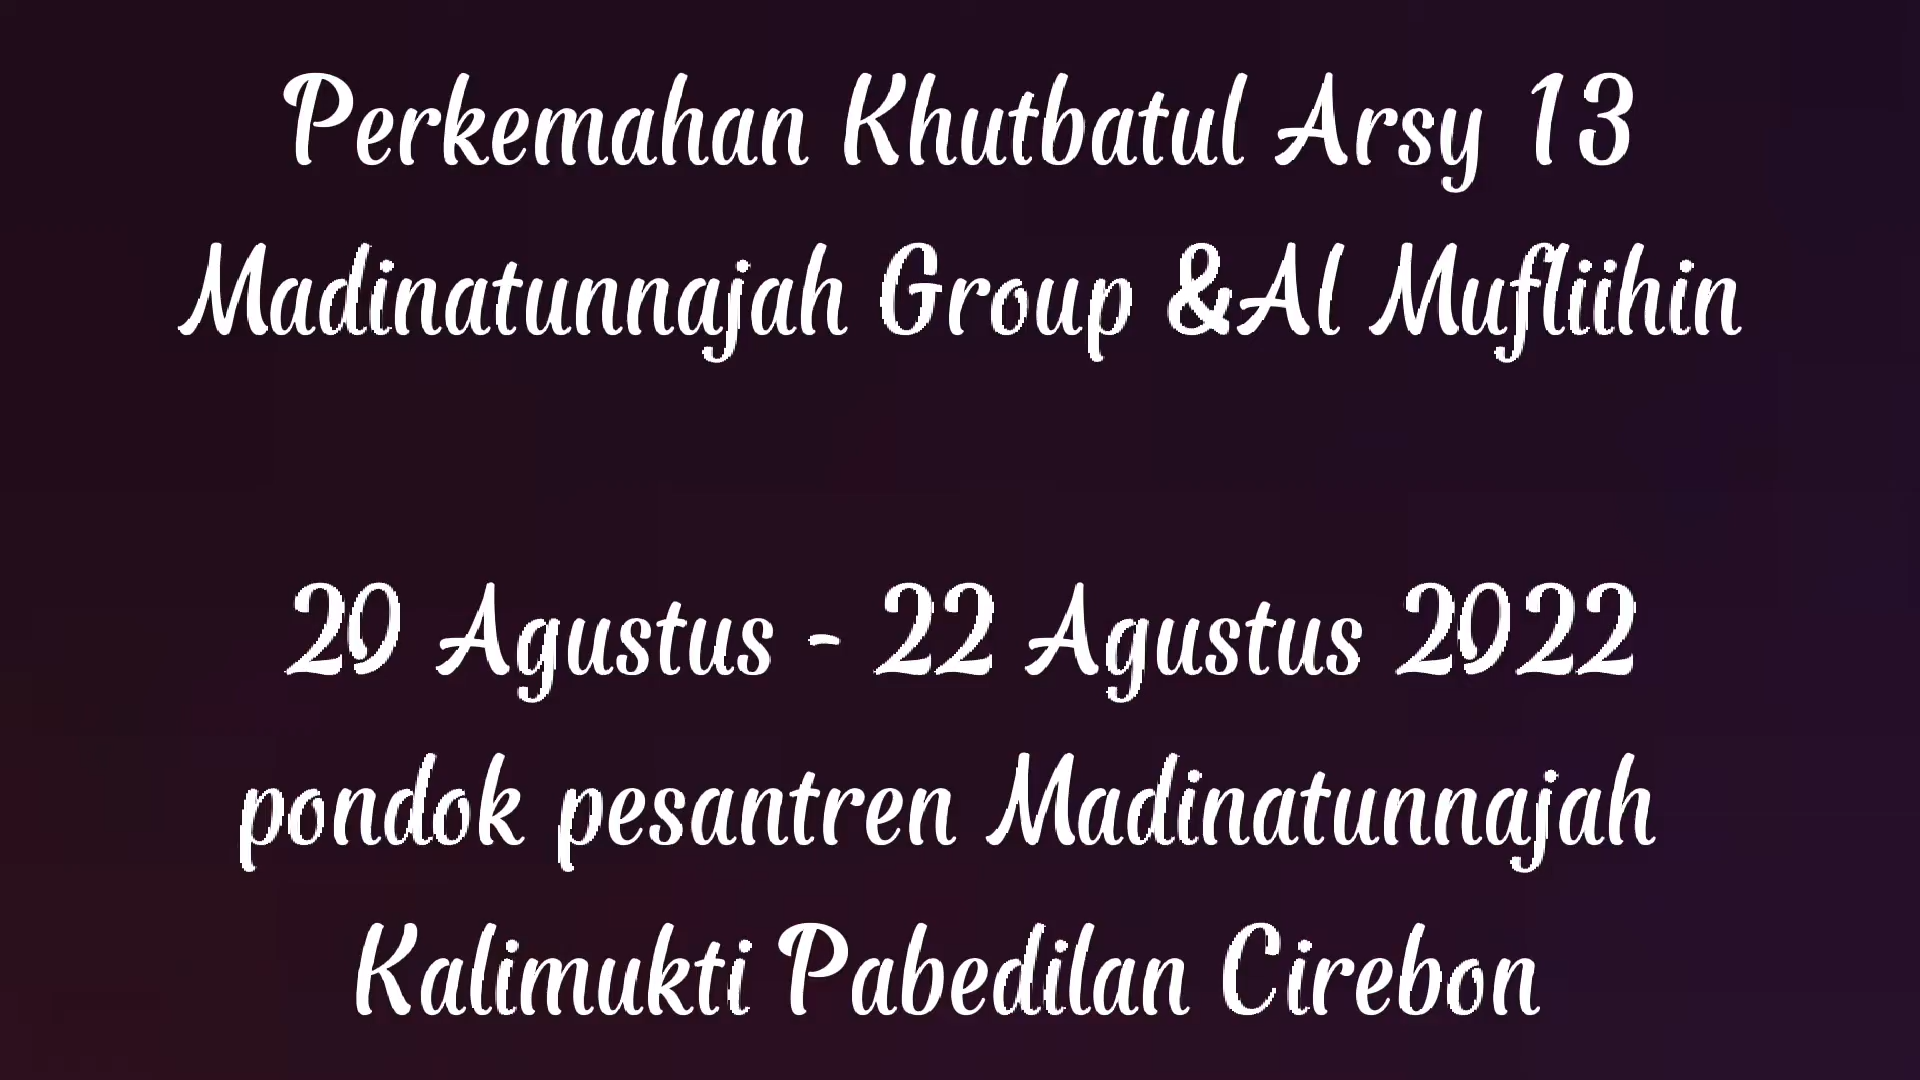 Perkemahan Khutbatul Arsy 13
Madinatunnajah Group &Al Mufliihin
20 Agustus - 22 Agustus 2022
pondok pesantren Madinatunnajah
Kalimukti Pabedilan Cirebon